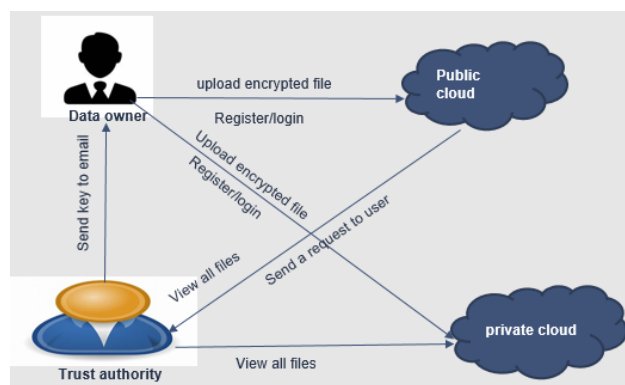 Public
cloud
upload encrypted file
Data owner
Register/login
Upload encrypted file
Register/login
Send key to email
Send a request to user
View all files
private cloud
View all files
Trust authority